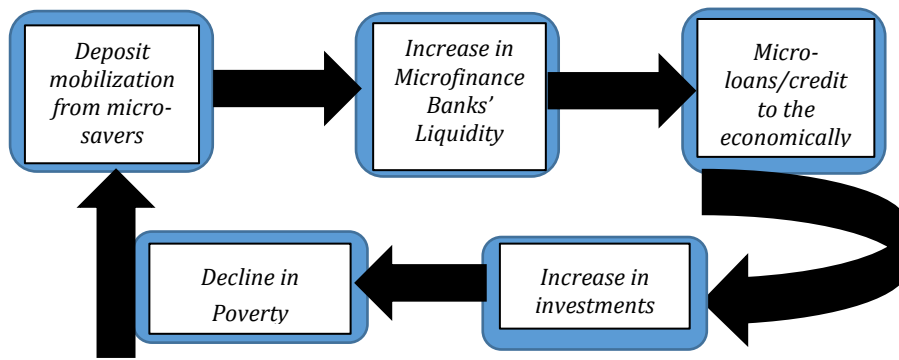 Deposit
mobilization
from micro-
savers
Increase in
Microfinance
Banks’
Liquidity
Micro-
loans/credit
to the
economically
Increase in
investments
Decline in
Poverty